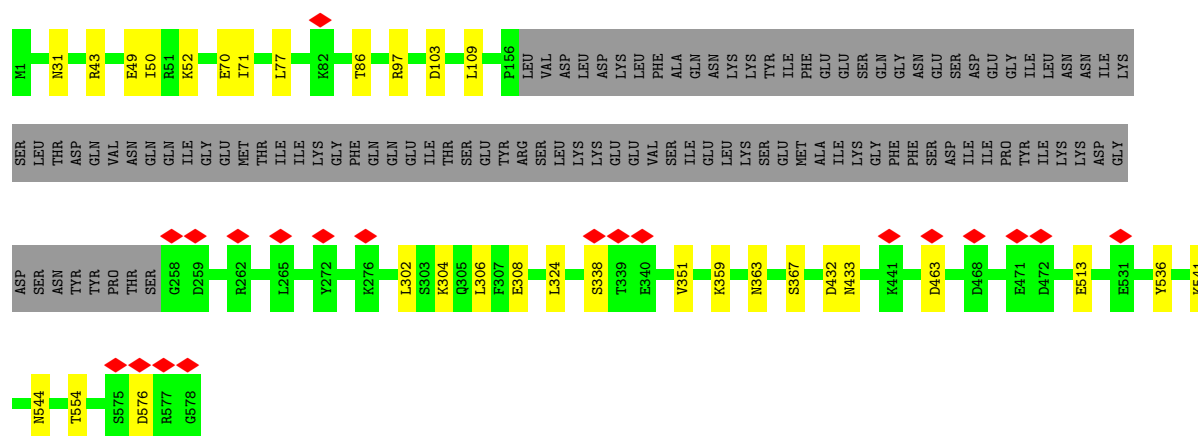 M1 N31 R43 E49 I50 R51 K52 E70 I71 L77 K82 T86 R97 D103 L109 P156 LEU VAL ASP LEU ASP LYS LEU PHE ALA GLN ASN LYS LYS TYR ILE PHE GLU GLU SER GLN GLY ASN GLU SER ASP GLU GLY ILE LEU ASN ASN ILE LYS
SER LEU THR ASP GLN VAL ASN GLN GLN ILE GLY GLU MET THR ILE ILE LYS GLY PHE GLN GLN GLU ILE THR SER GLU TYR ARG SER LEU LYS LYS GLU GLU VAL SER ILE GLU LEU LYS SER GLU MET ALA ILE LYS GLY PHE PHE SER ASP ILE ILE PRO TYR ILE LYS LYS ASP GLY
ASP SER ASN TYR TYR PRO THR SER G258 D259 R262 L265 Y272 K276 L302 S303 K304 Q305 L306 F307 E308 L324 S338 T339 E340 V351 K359 N363 S367 D432 N433 K441 D463 D468 E471 D472 E513 E531 Y536 K541
N544 T554 S575 D576 R577 G578